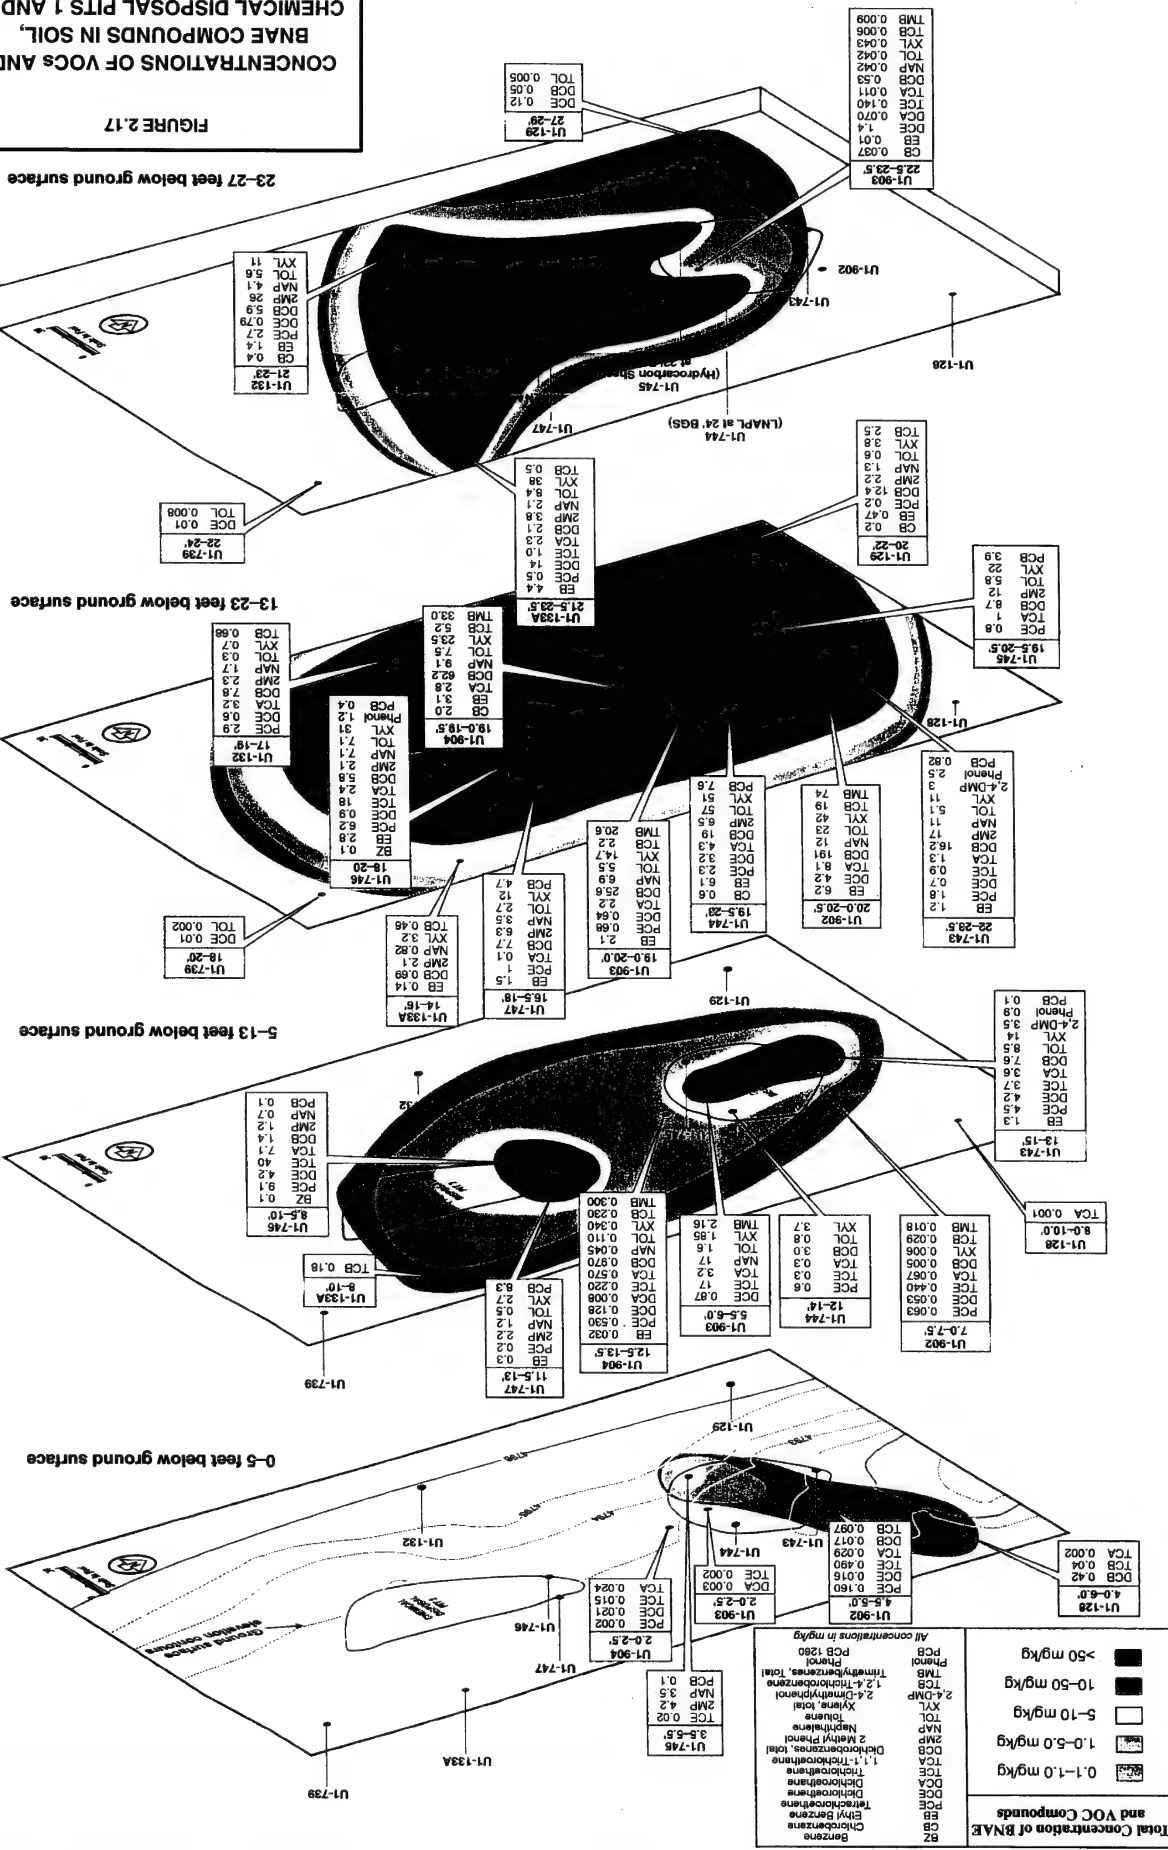 Total Concentration of BNAE
and VOC Compounds
0.1–1.0 mg/kg
1.0–5.0 mg/kg
5–10 mg/kg
10–50 mg/kg
>50 mg/kg
BZ Benzene
CB Chlorobenzene
EB Ethyl Benzene
PCE Tetrachloroethene
DCE Dichloroethene
DCA Dichloroethane
TCE Trichloroethene
TCA 1,1,1-Trichloroethane
DCB Dichlorobenzenes, total
2MP 2 Methyl Phenol
NAP Naphthalene
TOL Toluene
XYL Xylene, total
2,4-DMP 2,4-Dimethylphenol
TCB 1,2,4-Trichlorobenzene
TMB Trimethylbenzenes, Total
Phenol Phenol
PCB PCB 1260
All concentrations in mg/kg
U1-739
U1-133A
U1-745
3.5–5.5'
TCE 0.02
2MP 4.2
NAP 3.5
PCB 0.1
U1-747
U1-746
U1-904
2.0–2.5'
PCE 0.002
DCE 0.021
TCE 0.015
TCA 0.024
U1-903
2.0–2.5'
DCA 0.003
TCE 0.002
U1-902
4.5–5.0'
PCE 0.160
DCE 0.016
TCE 0.490
TCA 0.029
DCB 0.017
TCB 0.097
U1-128
4.0–6.0'
DCB 0.42
TCB 0.04
TCA 0.002
U1-744
U1-743
U1-132
U1-129
Ground surface
elevation contours
4793
4794
4795
4796
0–5 feet below ground surface
U1-739
U1-747
11.5–13'
EB 0.3
PCE 0.2
2MP 2.2
NAP 1.2
TOL 0.5
XYL 2.7
PCB 8.3
U1-904
12.5–13.5'
EB 0.032
PCE 0.530
DCE 0.128
DCA 0.008
TCE 0.220
TCA 0.570
DCB 0.970
NAP 0.045
TOL 0.110
XYL 0.340
TCB 0.230
TMB 0.300
U1-903
5.5–6.0'
DCE 0.87
TCE 17
TCA 3.2
NAP 17
TOL 1.6
XYL 1.85
TMB 2.16
U1-744
12–14'
PCE 0.6
TCE 0.3
TCA 0.3
DCB 3.0
TOL 0.8
XYL 3.7
U1-902
7.0–7.5'
PCE 0.063
DCE 0.053
TCE 0.440
TCA 0.067
DCB 0.005
XYL 0.006
TCB 0.029
TMB 0.018
U1-128
8.0–10.0'
TCA 0.001
U1-133A
8–10'
TCB 0.18
U1-746
8.5–10'
BZ 0.1
PCE 9.1
DCE 4.2
TCE 40
TCA 7.1
DCB 1.4
2MP 1.2
NAP 0.7
PCB 0.1
U1-743
13–15'
EB 1.3
PCE 4.5
DCE 4.2
TCE 3.7
TCA 3.6
DCB 7.6
TOL 8.5
XYL 14
2,4-DMP 3.5
Phenol 0.9
PCB 0.1
U1-129
5–13 feet below ground surface
U1-739
18–20'
DCE 0.01
TOL 0.002
U1-133A
14–16'
EB 0.14
DCB 0.69
2MP 2.1
NAP 0.82
XYL 3.2
TCB 0.46
U1-747
16.5–18'
EB 1.5
PCE 1
TCA 0.1
DCB 7.7
2MP 6.3
NAP 3.5
TOL 2.7
XYL 12
PCB 4.7
U1-903
19.0–20.0'
EB 2.1
PCE 0.68
DCE 0.64
TCA 2.2
DCB 25.6
NAP 6.9
TOL 5.5
XYL 14.7
TCB 2.2
TMB 20.6
U1-744
19.5–23'
CB 0.6
EB 6.1
PCE 2.3
DCE 3.2
TCA 4.3
DCB 19
2MP 6.5
TOL 57
XYL 51
PCB 7.6
U1-902
20.0–20.5'
EB 6.2
DCE 4.2
TCA 8.1
DCB 191
NAP 12
TOL 23
XYL 42
TCB 19
TMB 74
U1-743
22–23.5'
EB 1.2
PCE 1.8
DCE 0.7
TCE 0.9
TCA 1.3
DCB 16.2
2MP 17
NAP 11
TOL 5.1
XYL 11
2,4-DMP 3
Phenol 2.5
PCB 0.82
U1-128
U1-746
18–20
BZ 0.1
EB 2.8
PCE 6.2
DCE 0.9
TCE 18
TCA 2.4
DCB 5.8
2MP 2.1
NAP 7.1
TOL 7.1
XYL 31
Phenol 1.2
PCB 0.4
U1-132
17–19'
PCE 2.9
DCE 0.6
TCA 3.2
DCB 7.8
2MP 2.3
NAP 1.7
TOL 0.3
XYL 0.7
TCB 0.68
U1-904
19.0–19.5'
CB 2.0
EB 3.1
TCA 2.8
DCB 62.2
NAP 9.1
TOL 7.5
XYL 23.5
TCB 5.2
TMB 33.0
U1-745
19.5–20.5'
PCE 0.8
TCA 1
DCB 8.7
2MP 12
TOL 5.8
XYL 22
PCB 3.9
U1-129
20–22'
CB 0.2
EB 0.47
PCE 0.2
DCB 12.4
2MP 2.2
NAP 1.3
TOL 0.6
XYL 3.8
TCB 2.5
13–23 feet below ground surface
U1-739
22–24'
DCE 0.01
TOL 0.008
U1-133A
21.5–23.5'
EB 4.4
PCE 0.5
DCE 14
TCE 1.0
TCA 2.3
DCB 2.1
2MP 3.8
NAP 2.1
TOL 8.4
XYL 38
TCB 0.5
U1-747
U1-744
(LNAPL at 24' BGS)
U1-745
(Hydrocarbon
U1-128
U1-743
U1-902
U1-132
21–23'
CB 0.4
EB 1.4
PCE 2.7
DCE 0.79
DCB 5.9
2MP 26
NAP 4.1
TOL 5.6
XYL 11
U1-903
22.5–23.5'
CB 0.037
EB 0.01
DCE 1.4
DCA 0.070
TCE 0.140
TCA 0.011
DCB 0.53
NAP 0.042
TOL 0.042
XYL 0.043
TCB 0.006
TMB 0.009
U1-129
27–29'
DCE 0.12
DCB 0.05
TOL 0.005
23–27 feet below ground surface
FIGURE 2.17
CONCENTRATIONS OF VOCs AND
BNAE COMPOUNDS IN SOIL,
CHEMICAL DISPOSAL PITS 1 AND